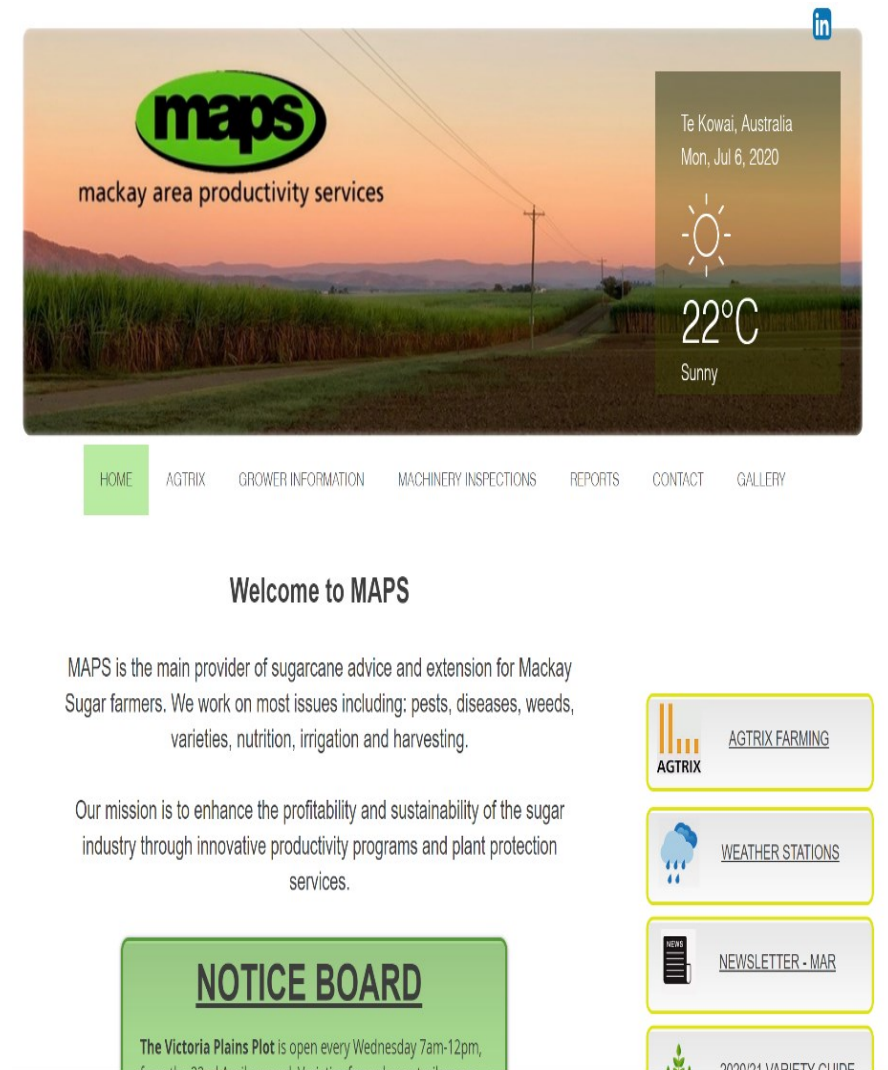 in
maps
mackay area productivity services
Te Kowai, Australia
Mon, Jul 6, 2020
22°C
Sunny
HOME AGTRIX GROWER INFORMATION MACHINERY INSPECTIONS REPORTS CONTACT GALLERY
Welcome to MAPS
MAPS is the main provider of sugarcane advice and extension for Mackay
Sugar farmers. We work on most issues including: pests, diseases, weeds,
varieties, nutrition, irrigation and harvesting.
Our mission is to enhance the profitability and sustainability of the sugar
industry through innovative productivity programs and plant protection
services.
NOTICE BOARD
The Victoria Plains Plot is open every Wednesday 7am-12pm,
AGTRIX
AGTRIX FARMING
WEATHER STATIONS
NEWS
NEWSLETTER - MAR
2020/21 VARIETY GUIDE